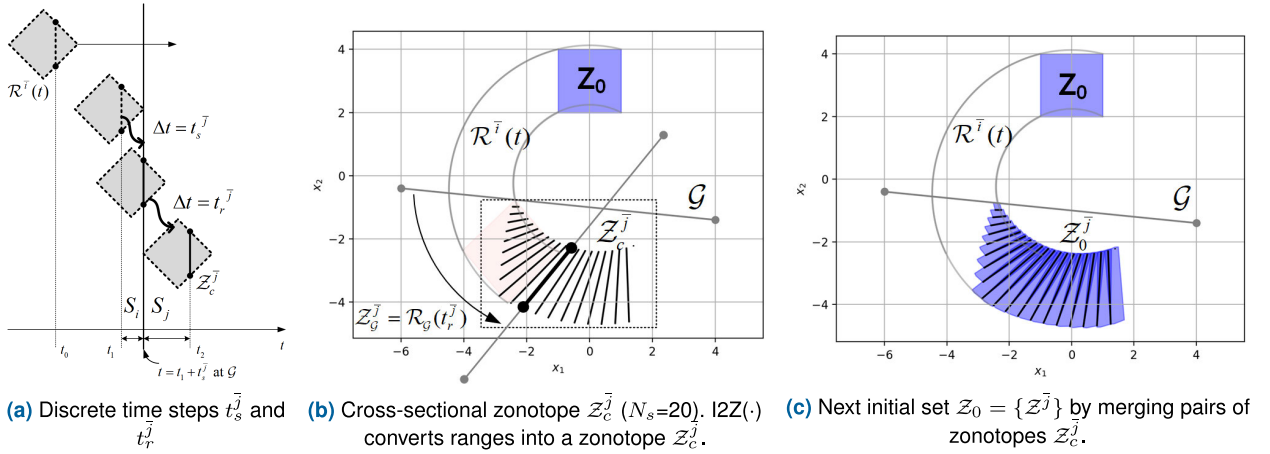 R^ī(t)
Δt = t_s^j̄
Δt = t_r^j̄
Z_c^j̄
S_i S_j
t_0 t_1 t_2 t
t = t_1 + t_s^j̄ at G
(a) Discrete time steps t_s^j̄ and
t_r^j̄
4
2
0
−2
−4
x_2
Z_0
R^ī(t)
G
Z_c^j̄ .
Z_G^j̄ = R_G(t_r^j̄)
−6 −4 −2 0 2 4
x_1
(b) Cross-sectional zonotope Z_c^j̄ (N_s=20). I2Z(·)
converts ranges into a zonotope Z_c^j̄.
4
2
0
−2
−4
x_2
Z_0
R^ī(t)
G
Z_0^j̄
−6 −4 −2 0 2 4
x_1
(c) Next initial set Z_0 = {Z^j̄} by merging pairs of
zonotopes Z_c^j̄.